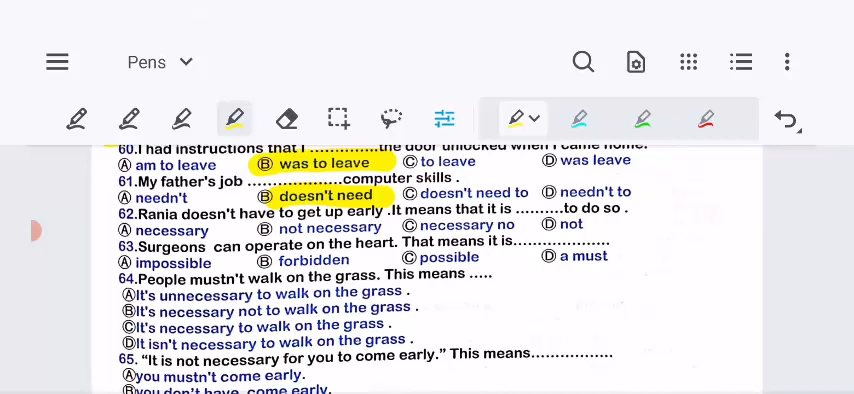 Pens
60.I had instructions that I ...............the door unlocked when I came home.
Ⓐ am to leave Ⓑ was to leave Ⓒ to leave Ⓓ was leave
61.My father's job ....................computer skills .
Ⓐ needn't Ⓑ doesn't need Ⓒ doesn't need to Ⓓ needn't to
62.Rania doesn't have to get up early .It means that it is ..........to do so .
Ⓐ necessary Ⓑ not necessary Ⓒ necessary no Ⓓ not
63.Surgeons can operate on the heart. That means it is.....................
Ⓐ impossible Ⓑ forbidden Ⓒ possible Ⓓ a must
64.People mustn't walk on the grass. This means .....
ⒶIt's unnecessary to walk on the grass .
ⒷIt's necessary not to walk on the grass .
ⒸIt's necessary to walk on the grass .
ⒹIt isn't necessary to walk on the grass .
65. “It is not necessary for you to come early.” This means.................
Ⓐyou mustn't come early.
Ⓑyou don't have come early.